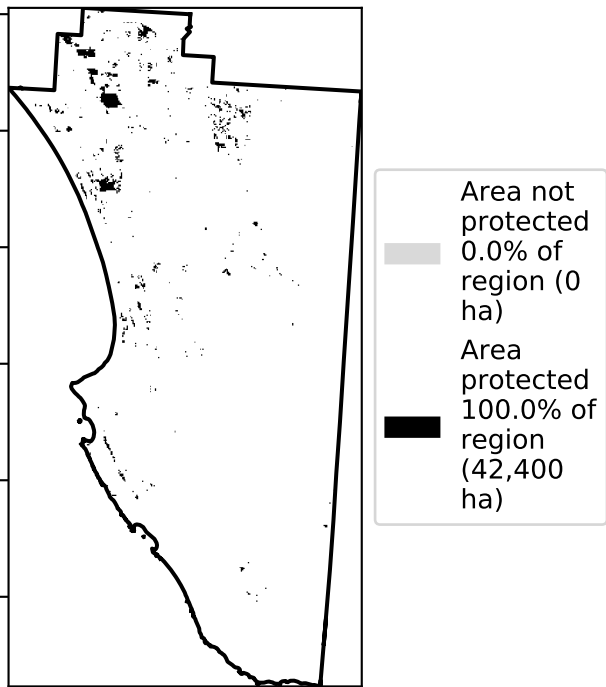 Area not
protected
0.0% of
region (0
ha)
Area
protected
100.0% of
region
(42,400
ha)